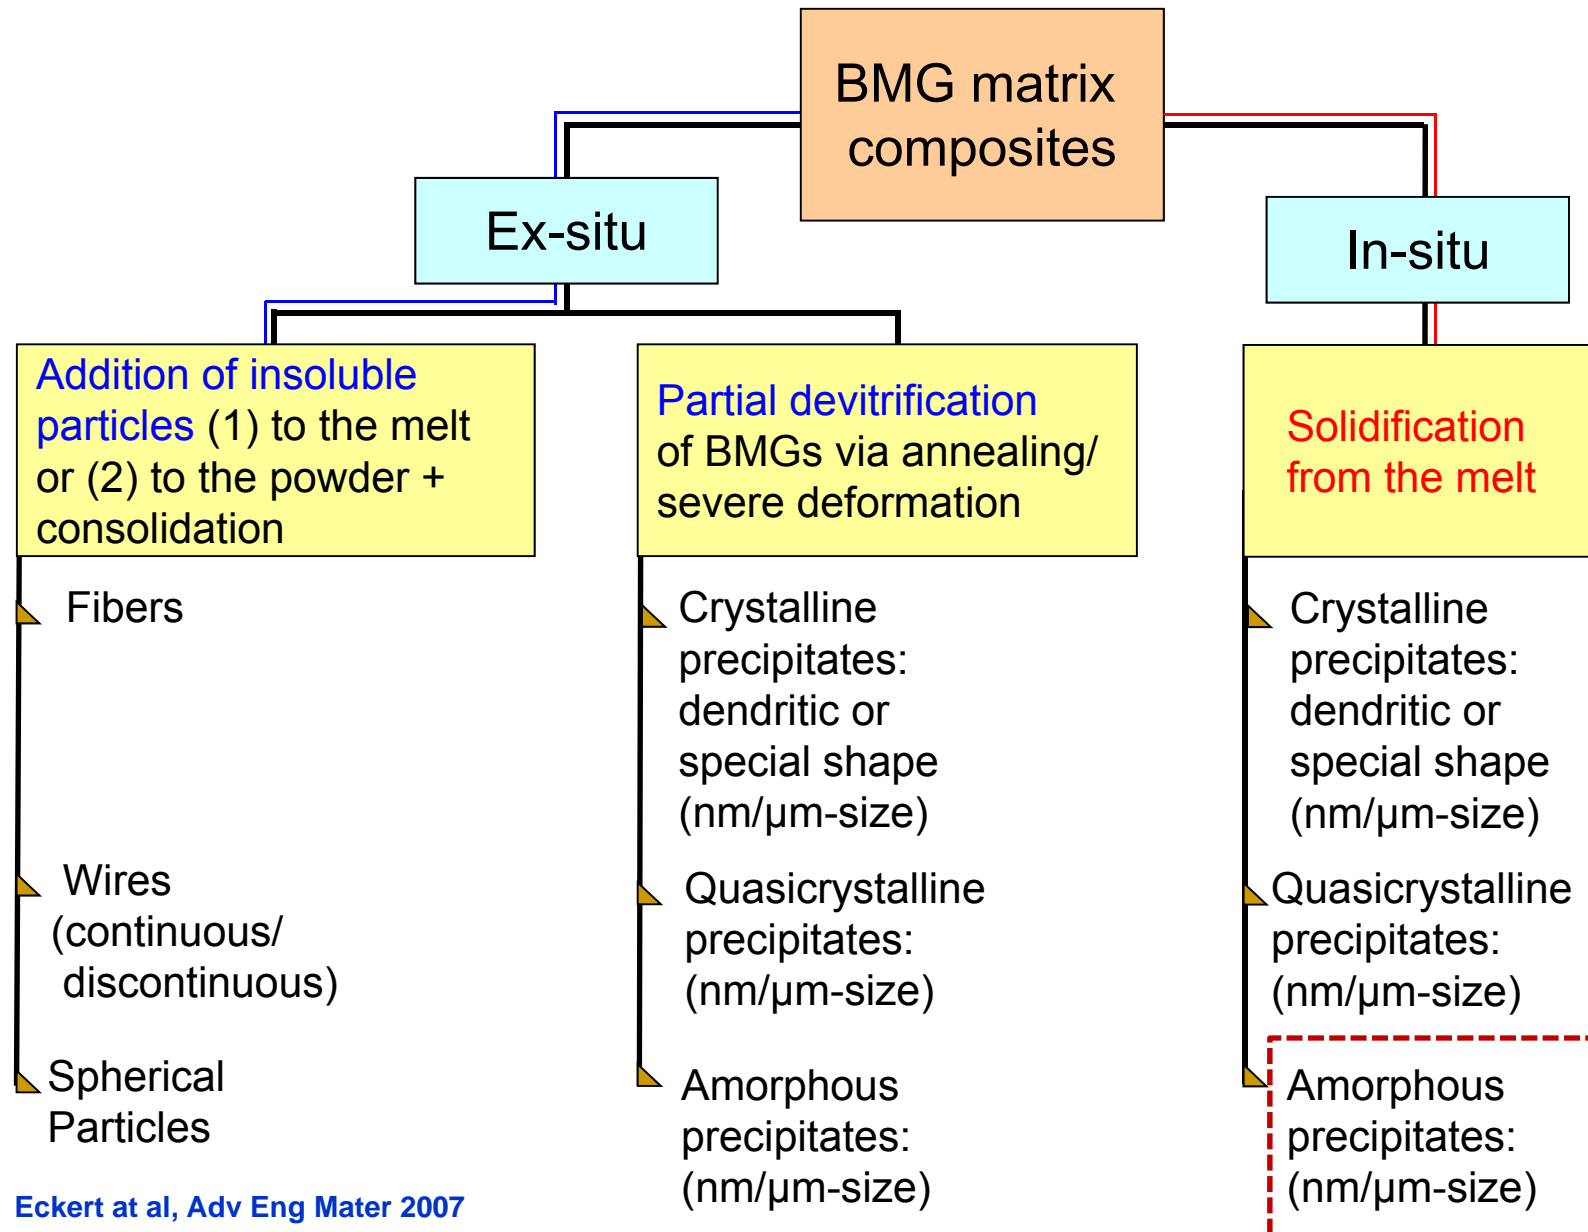 BMG matrix
composites
Ex-situ
In-situ
Addition of insoluble
particles (1) to the melt
or (2) to the powder +
consolidation
Partial devitrification
of BMGs via annealing/
severe deformation
Solidification
from the melt
Fibers
Wires
(continuous/
discontinuous)
Spherical
Particles
Crystalline
precipitates:
dendritic or
special shape
(nm/µm-size)
Quasicrystalline
precipitates:
(nm/µm-size)
Amorphous
precipitates:
(nm/µm-size)
Crystalline
precipitates:
dendritic or
special shape
(nm/µm-size)
Quasicrystalline
precipitates:
(nm/µm-size)
Amorphous
precipitates:
(nm/µm-size)
Eckert at al, Adv Eng Mater 2007